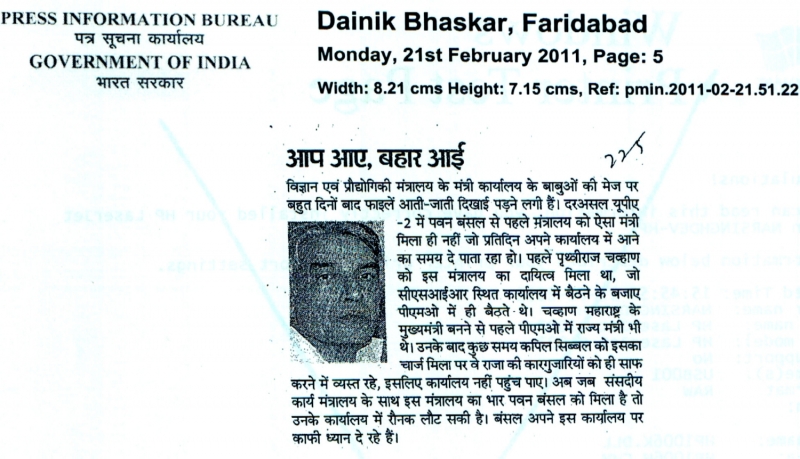 PRESS INFORMATION BUREAU
पत्र सूचना कार्यालय
GOVERNMENT OF INDIA
भारत सरकार
Dainik Bhaskar, Faridabad
Monday, 21st February 2011, Page: 5
Width: 8.21 cms Height: 7.15 cms, Ref: pmin.2011-02-21.51.22
225
आप आए, बहार आई
विज्ञान एवं प्रौद्योगिकी मंत्रालय के मंत्री कार्यालय के बाबुओं की मेज पर
बहुत दिनों बाद फाइलें आती-जाती दिखाई पड़ने लगी हैं। दरअसल यूपीए
-2 में पवन बंसल से पहले मंत्रालय को ऐसा मंत्री
मिला ही नहीं जो प्रतिदिन अपने कार्यालय में आने
का समय दे पाता रहा हो। पहले पृथ्वीराज चव्हाण
को इस मंत्रालय का दायित्व मिला था, जो
सीएसआईआर स्थित कार्यालय में बैठने के बजाए
पीएमओ में ही बैठते थे। चव्हाण महाराष्ट्र के
मुख्यमंत्री बनने से पहले पीएमओ में राज्य मंत्री भी
थे। उनके बाद कुछ समय कपिल सिब्बल को इसका
चार्ज मिला पर वे राजा की कारगुजारियों को ही साफ
करने में व्यस्त रहे, इसलिए कार्यालय नहीं पहुंच पाए। अब जब संसदीय
कार्य मंत्रालय के साथ इस मंत्रालय का भार पवन बंसल को मिला है तो
उनके कार्यालय में रौनक लौट सकी है। बंसल अपने इस कार्यालय पर
काफी ध्यान दे रहे हैं।